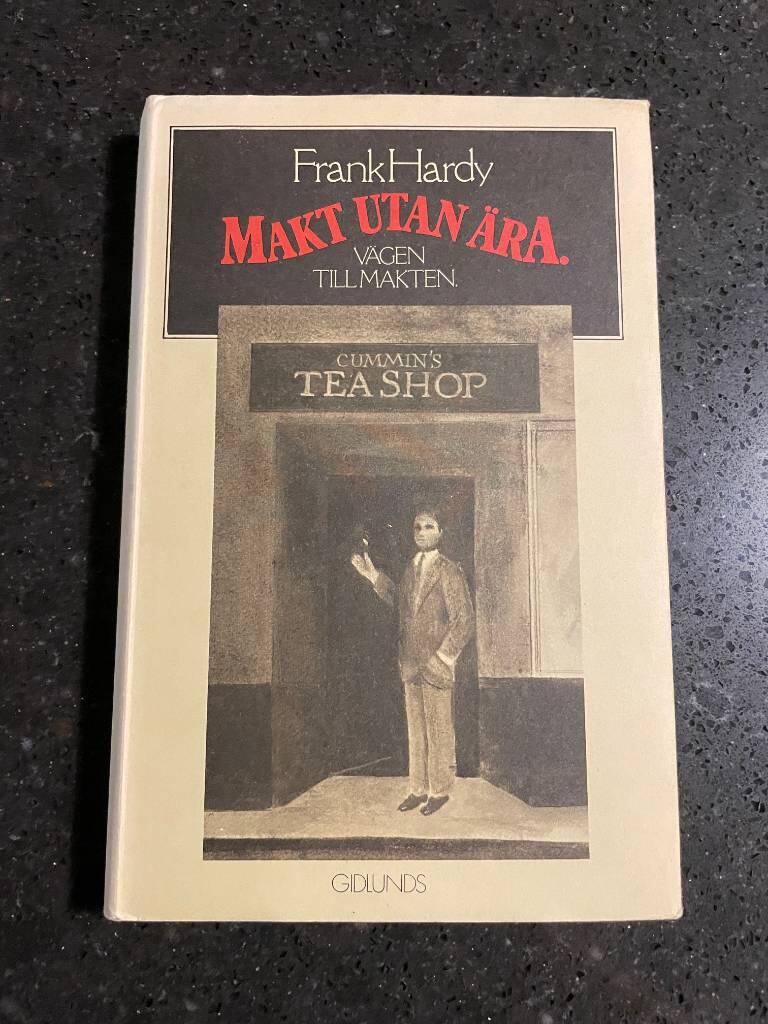 Frank Hardy
MAKT UTAN ÄRA.
VÄGEN
TILL MAKTEN.
CUMMIN'S
TEA SHOP
GIDLUNDS